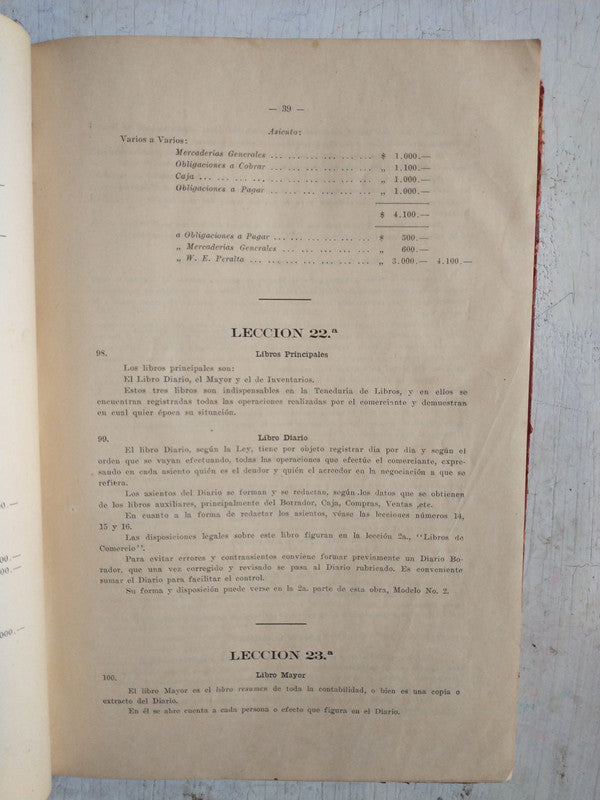 — 39 —
Asiento:
Varios a Varios:
Mercaderías Generales ... ... ... ... ... ... ... $ 1.000.—
Obligaciones a Cobrar ... ... ... ... ... ... ... „ 1.100.—
Caja ... ... ... ... ... ... ... ... ... ... ... „ 1.000.—
Obligaciones a Pagar .. ... ... ... ... ... ... „ 1.000.—
$ 4.100.—
a Obligaciones a Pagar ... ... ... ... ... ... $ 500.—
„ Mercaderías Generales ... ... ... ... ... .. „ 600.—
„ W. E. Peralta ... ... ... ... ... ... ... ... „ 3.000.— 4.100.—
LECCION 22.ª
98. Libros Principales
Los libros principales son:
El Libro Diario, el Mayor y el de Inventarios.
Estos tres libros son indispensables en la Teneduría de Libros, y en ellos se
encuentran registradas todas las operaciones realizadas por el comerciante y demuestran
en cual quier época su situación.
99. Libro Diario
El libro Diario, según la Ley, tiene por objeto registrar día por día y según el
orden que se vayan efectuando, todas las operaciones que efectúe el comerciante, expre-
sando en cada asiento quién es el deudor y quién el acreedor en la negociación a que se
refiera.
Los asientos del Diario se forman y se redactan, según los datos que se obtienen
de los libros auxiliares, principalmente del Borrador, Caja, Compras, Ventas ,etc.
En cuanto a la forma de redactar los asientos, véase las lecciones números 14,
15 y 16.
Las disposiciones legales sobre este libro figuran en la lección 2a., "Libros de
Comercio".
Para evitar errores y contrasientos conviene formar previamente un Diario Bo-
rador, que una vez corregido y revisado se pasa al Diario rubricado. Es conveniente
sumar el Diario para facilitar el control.
Su forma y disposición puede verse en la 2a. parte de esta obra, Modelo No. 2.
LECCION 23.ª
100. Libro Mayor
El libro Mayor es el libro resumen de toda la contabilidad, o bien es una copia o
extracto del Diario.
En él se abre cuenta a cada persona o efecto que figura en el Diario.